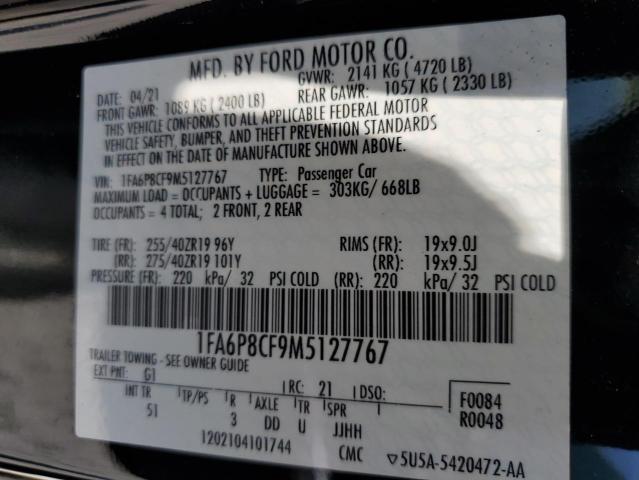 MFD. BY FORD MOTOR CO.
DATE: 04/21 GVWR: 2141 KG ( 4720 LB)
FRONT GAWR: 1089 KG ( 2400 LB) REAR GAWR: 1057 KG ( 2330 LB)
THIS VEHICLE CONFORMS TO ALL APPLICABLE FEDERAL MOTOR
VEHICLE SAFETY, BUMPER, AND THEFT PREVENTION STANDARDS
IN EFFECT ON THE DATE OF MANUFACTURE SHOWN ABOVE.
VIN: 1FA6P8CF9M5127767 TYPE: Passenger Car
MAXIMUM LOAD = OCCUPANTS + LUGGAGE = 303KG/ 668LB
OCCUPANTS = 4 TOTAL; 2 FRONT, 2 REAR
TIRE (FR): 255/40ZR19 96Y RIMS (FR): 19x9.0J
(RR): 275/40ZR19 101Y (RR): 19x9.5J
PRESSURE (FR): 220 kPa/ 32 PSI COLD (RR): 220 kPa/ 32 PSI COLD
1FA6P8CF9M5127767
TRAILER TOWING - SEE OWNER GUIDE
EXT PNT: G1 RC: 21 DSO: F0084
INT TR TP/PS R AXLE TR SPR R0048
51 3 DD U JJHH
1202104101744 CMC ▽5U5A-5420472-AA